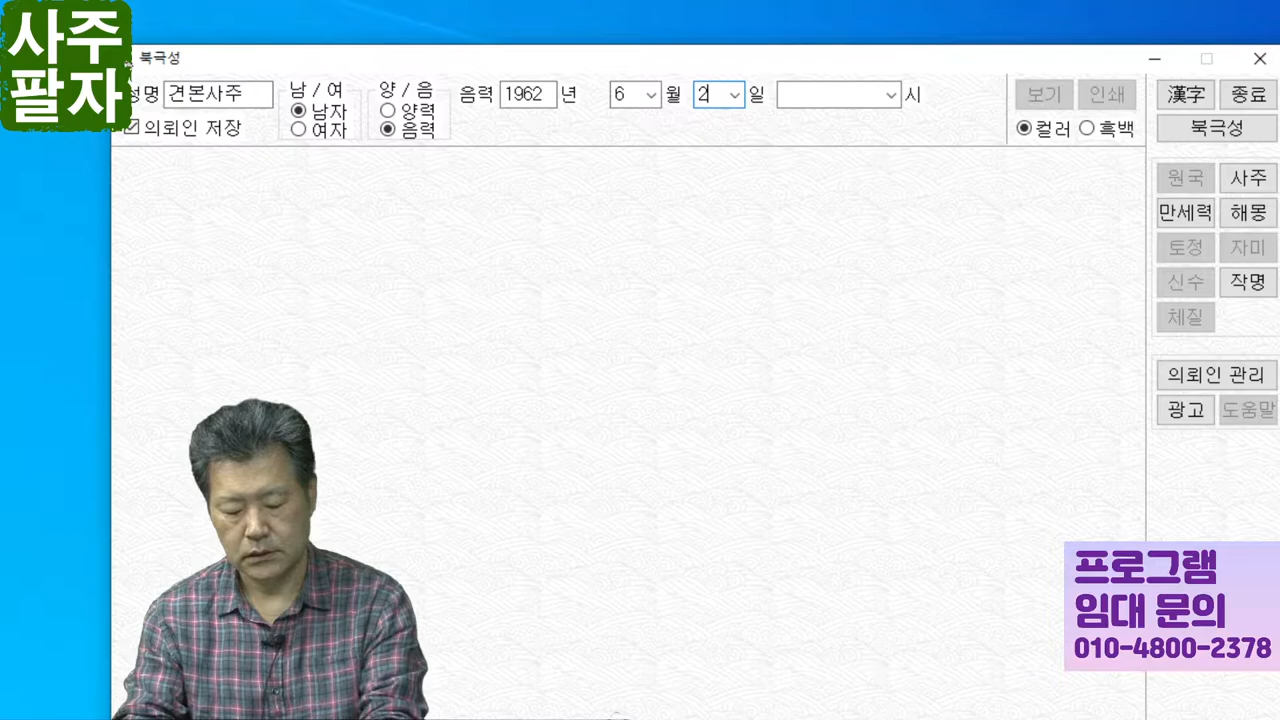 사주
팔자
북극성
성명 견본사주
의뢰인 저장
남 / 여
남자
여자
양 / 음
양력
음력
음력 1962 년 6 월 2 일 시
보기 인쇄
컬러 흑백
漢字 종료
북극성
원국 사주
만세력 해몽
토정 자미
신수 작명
체질
의뢰인 관리
광고 도움말
프로그램
임대 문의
010-4800-2378